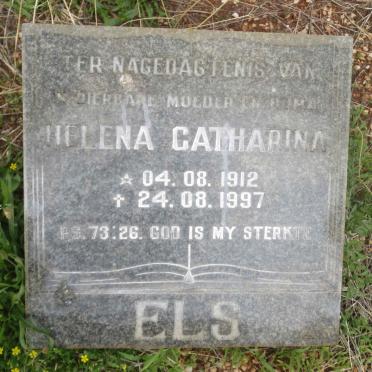 TER NAGEDAGTENIS VAN
DIERBARE MOEDER EN OUMA
HELENA CATHARINA
☆ 04. 08. 1912
✝ 24. 08. 1997
PS. 73:26. GOD IS MY STERKTE
ELS